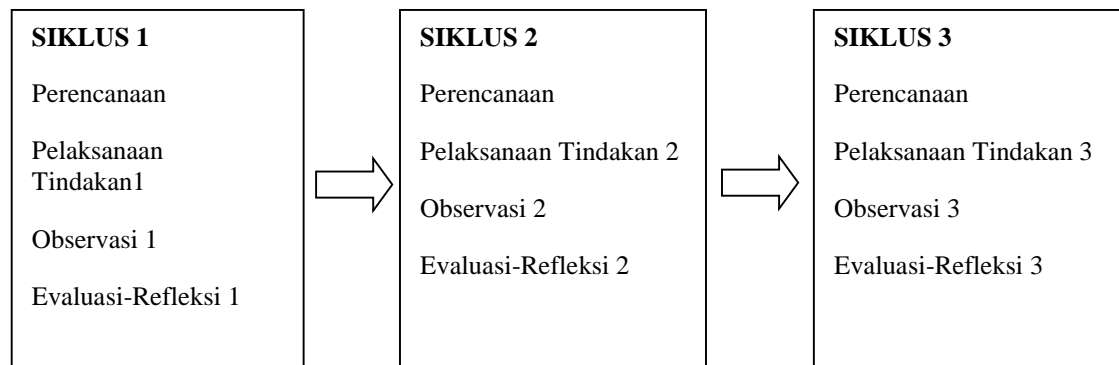 SIKLUS 1
Perencanaan
Pelaksanaan
Tindakan1
Observasi 1
Evaluasi-Refleksi 1
SIKLUS 2
Perencanaan
Pelaksanaan Tindakan 2
Observasi 2
Evaluasi-Refleksi 2
SIKLUS 3
Perencanaan
Pelaksanaan Tindakan 3
Observasi 3
Evaluasi-Refleksi 3